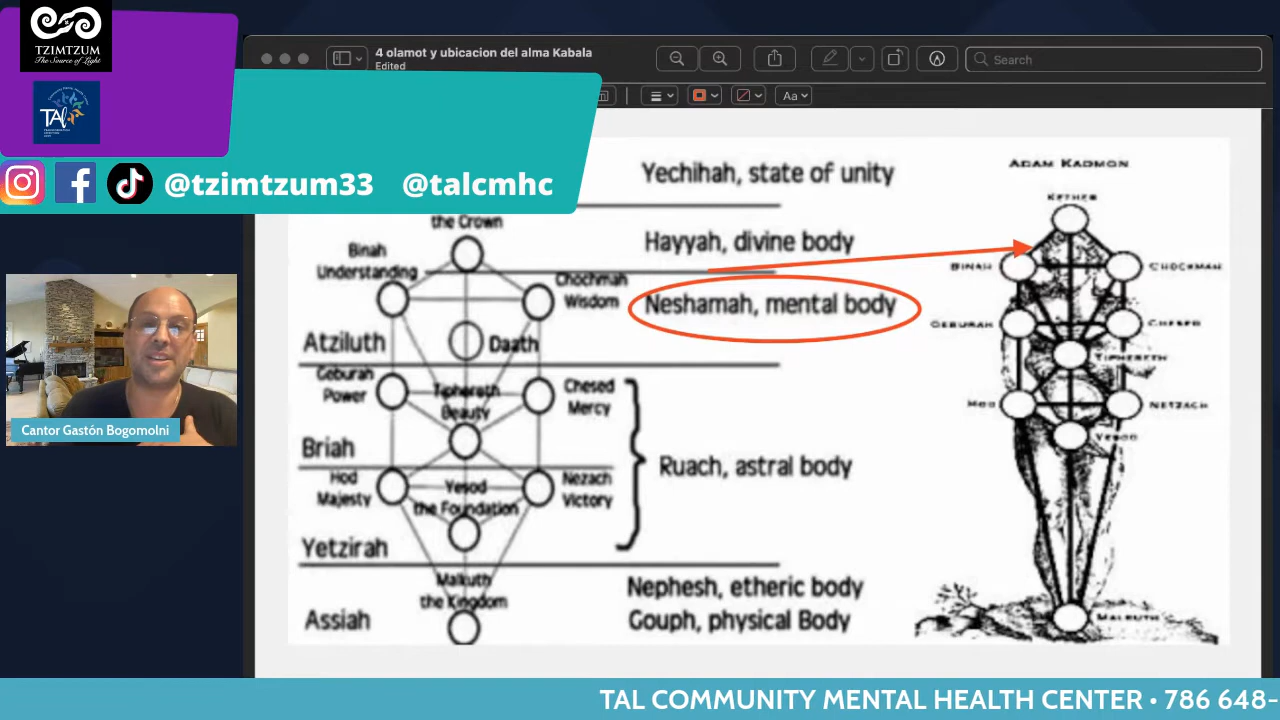 TZIMTZUM
The Source of Light
TAL
@tzimtzum33
@talcmhc
4 olamot y ubicacion del alma Kabala
Edited
Search
Aa
Yechihah, state of unity
the Crown
Hayyah, divine body
Binah
Understanding
Chochmah
Wisdom
Neshamah, mental body
Atziluth
Daath
Geburah
Power
Tiphereth
Beauty
Chesed
Mercy
Briah
Ruach, astral body
Hod
Majesty
Yesod
the Foundation
Nezach
Victory
Yetzirah
Malkuth
the Kingdom
Nephesh, etheric body
Assiah
Gouph, physical Body
ADAM KADMON
KETHER
BINAH
CHOCKMAH
GEBURAH
CHESED
TIPHERETH
HOD
NETZACH
YESOD
MALKUTH
Cantor Gastón Bogomolni
TAL COMMUNITY MENTAL HEALTH CENTER • 786 648-